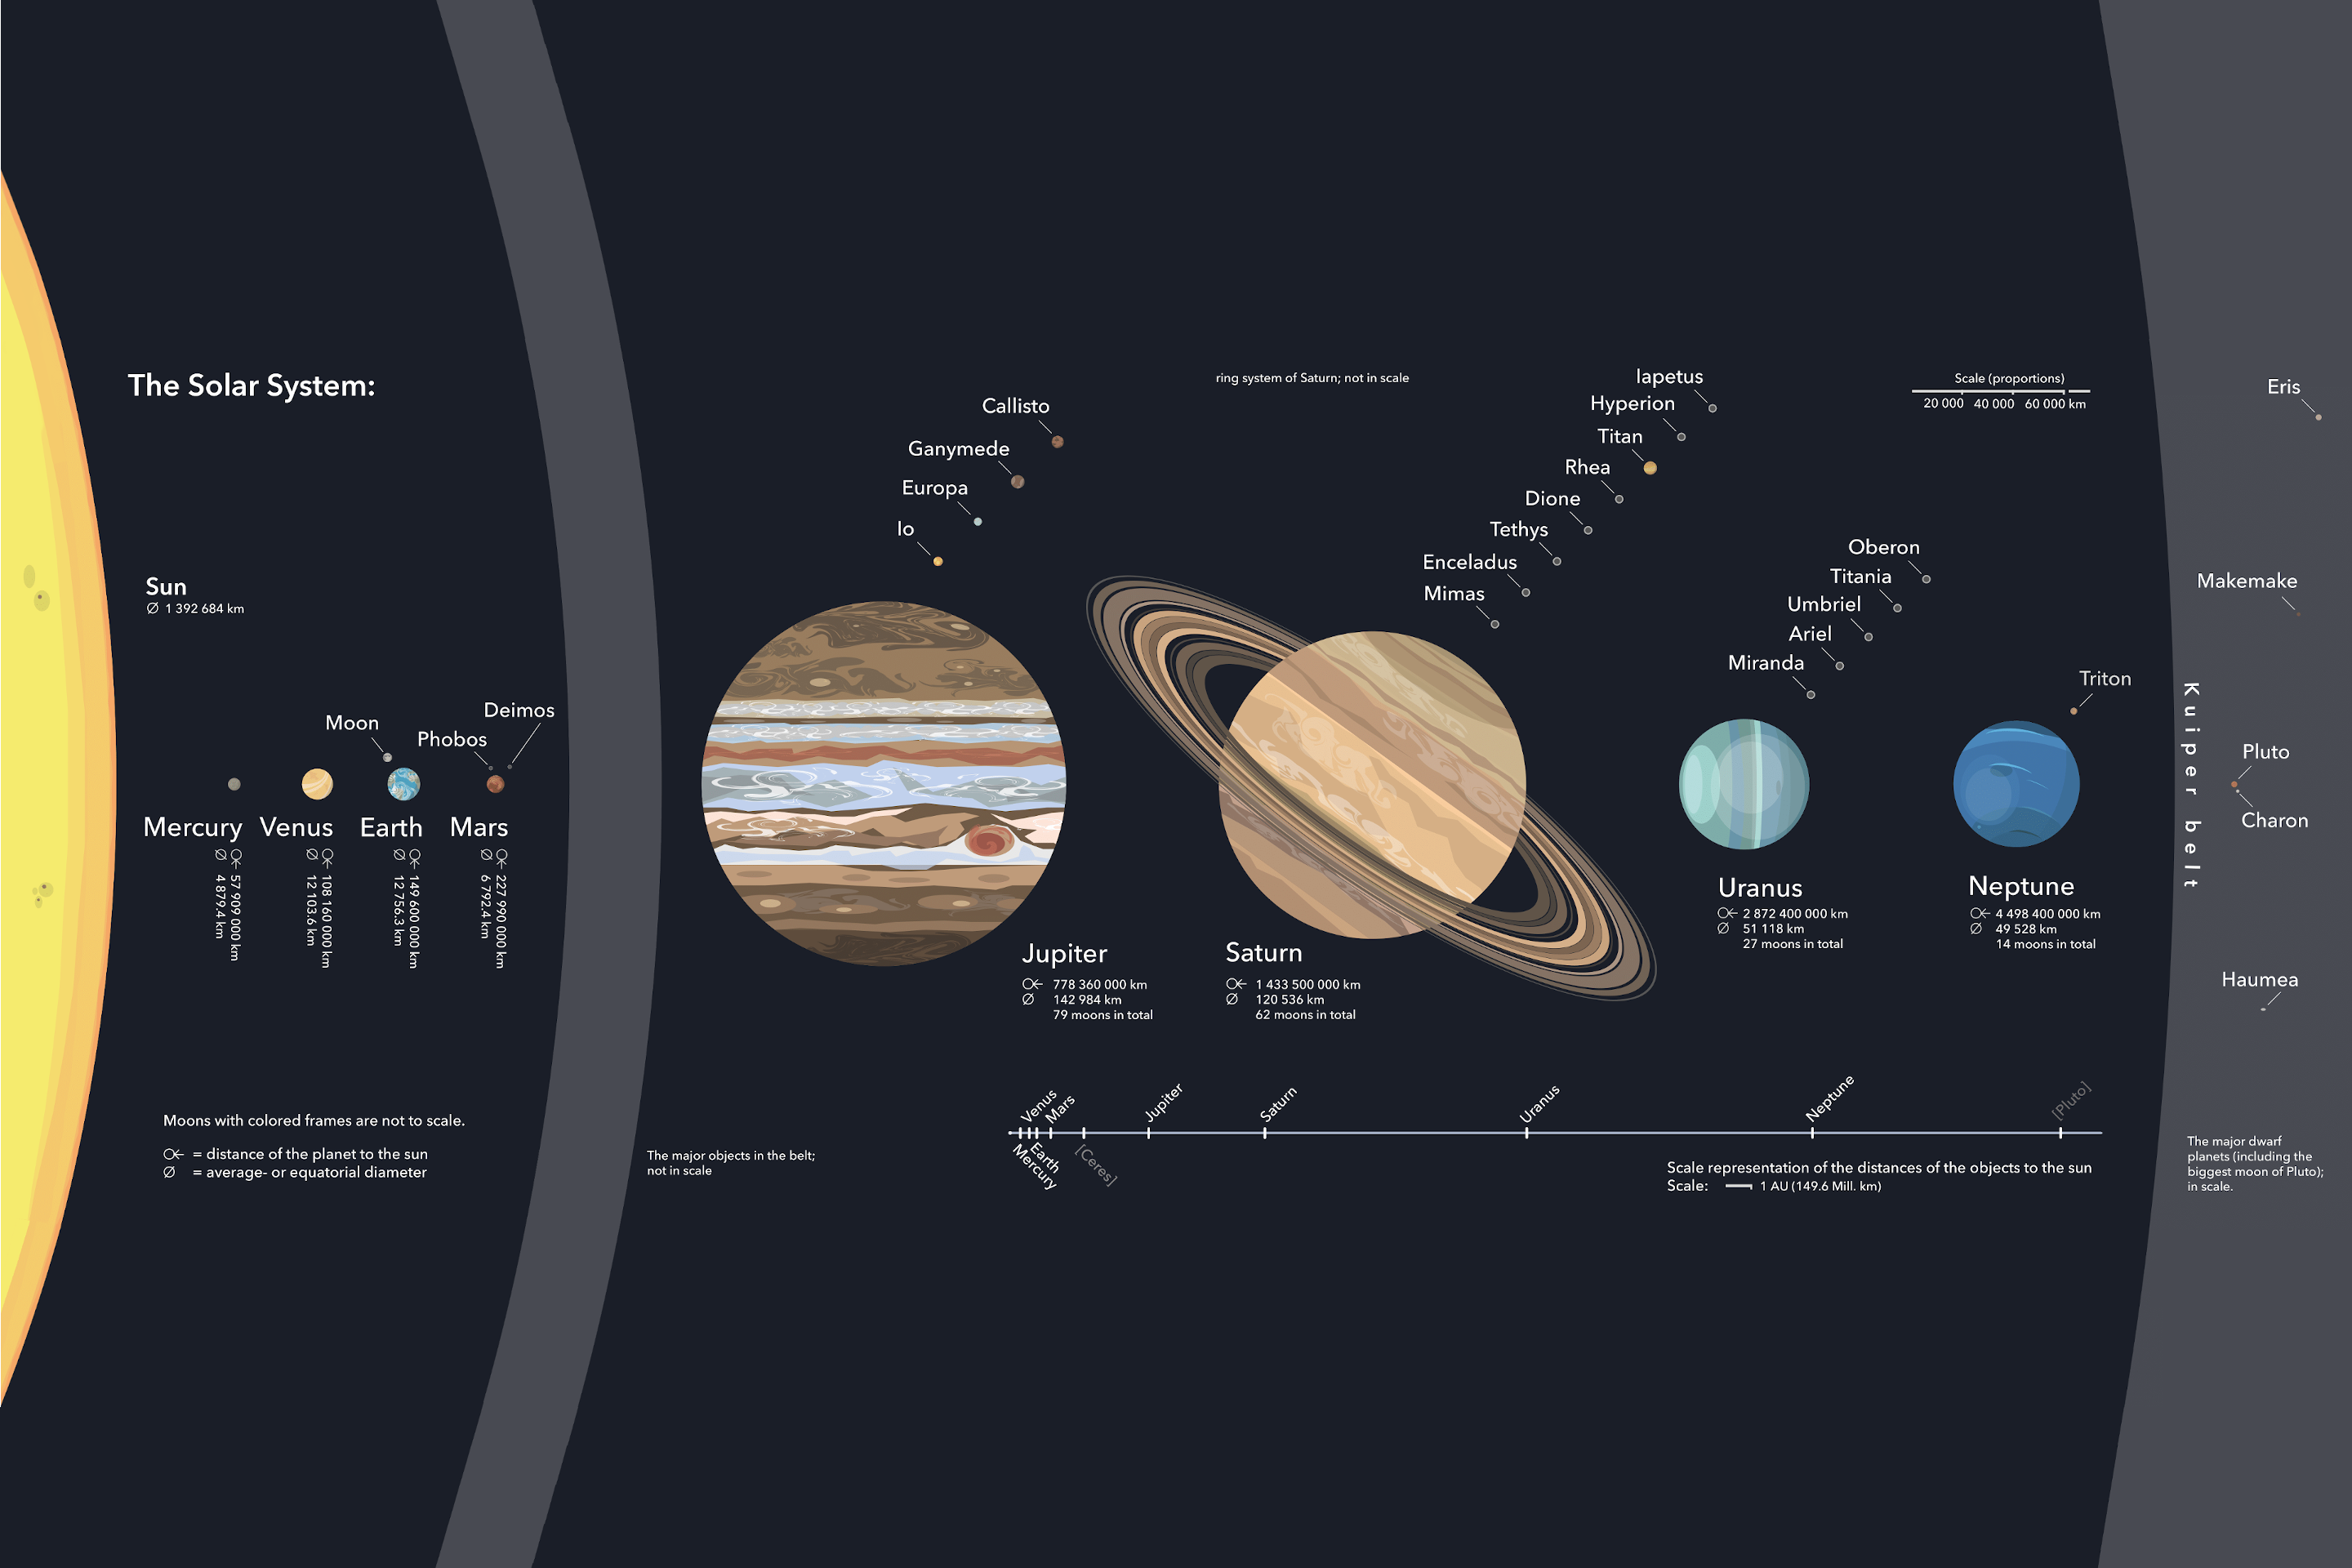 The Solar System:
Sun
Ø 1 392 684 km
Moon
Phobos
Deimos
Mercury
57 909 000 km
Ø 4 879.4 km
Venus
108 160 000 km
Ø 12 103.6 km
Earth
149 600 000 km
Ø 12 756.3 km
Mars
227 990 000 km
Ø 6 792.4 km
Moons with colored frames are not to scale.
= distance of the planet to the sun
Ø = average- or equatorial diameter
The major objects in the belt;
not in scale
Callisto
Ganymede
Europa
Io
Jupiter
778 360 000 km
Ø 142 984 km
79 moons in total
ring system of Saturn; not in scale
Iapetus
Hyperion
Titan
Rhea
Dione
Tethys
Enceladus
Mimas
Saturn
1 433 500 000 km
Ø 120 536 km
62 moons in total
Scale (proportions)
20 000 40 000 60 000 km
Oberon
Titania
Umbriel
Ariel
Miranda
Uranus
2 872 400 000 km
Ø 51 118 km
27 moons in total
Triton
Neptune
4 498 400 000 km
Ø 49 528 km
14 moons in total
Kuiper belt
Eris
Makemake
Pluto
Charon
Haumea
The major dwarf
planets (including the
biggest moon of Pluto);
in scale.
Mercury
Venus
Earth
Mars
[Ceres]
Jupiter
Saturn
Uranus
Neptune
[Pluto]
Scale representation of the distances of the objects to the sun
Scale: 1 AU (149.6 Mill. km)